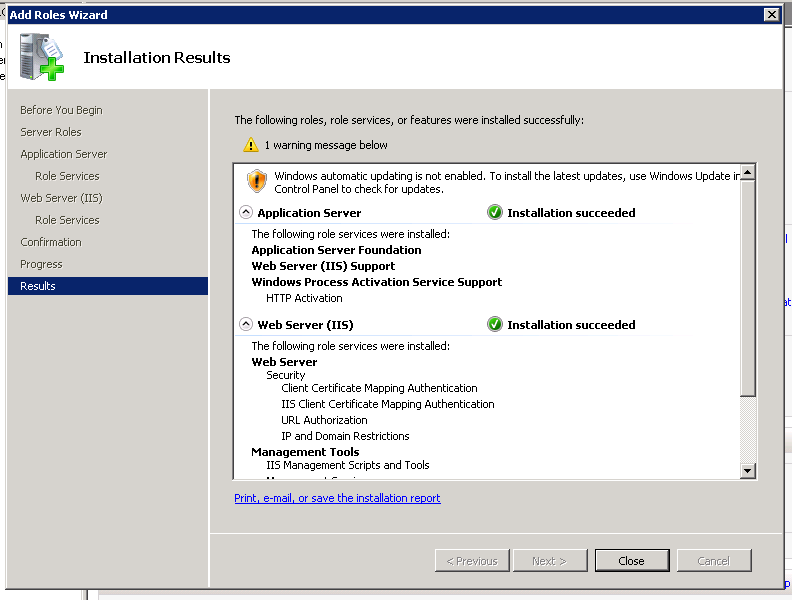 Add Roles Wizard
Installation Results
Before You Begin
Server Roles
Application Server
Role Services
Web Server (IIS)
Role Services
Confirmation
Progress
Results
The following roles, role services, or features were installed successfully:
1 warning message below
Windows automatic updating is not enabled. To install the latest updates, use Windows Update in
Control Panel to check for updates.
Application Server
Installation succeeded
The following role services were installed:
Application Server Foundation
Web Server (IIS) Support
Windows Process Activation Service Support
HTTP Activation
Web Server (IIS)
Installation succeeded
The following role services were installed:
Web Server
Security
Client Certificate Mapping Authentication
IIS Client Certificate Mapping Authentication
URL Authorization
IP and Domain Restrictions
Management Tools
IIS Management Scripts and Tools
Print, e-mail, or save the installation report
< Previous
Next >
Close
Cancel